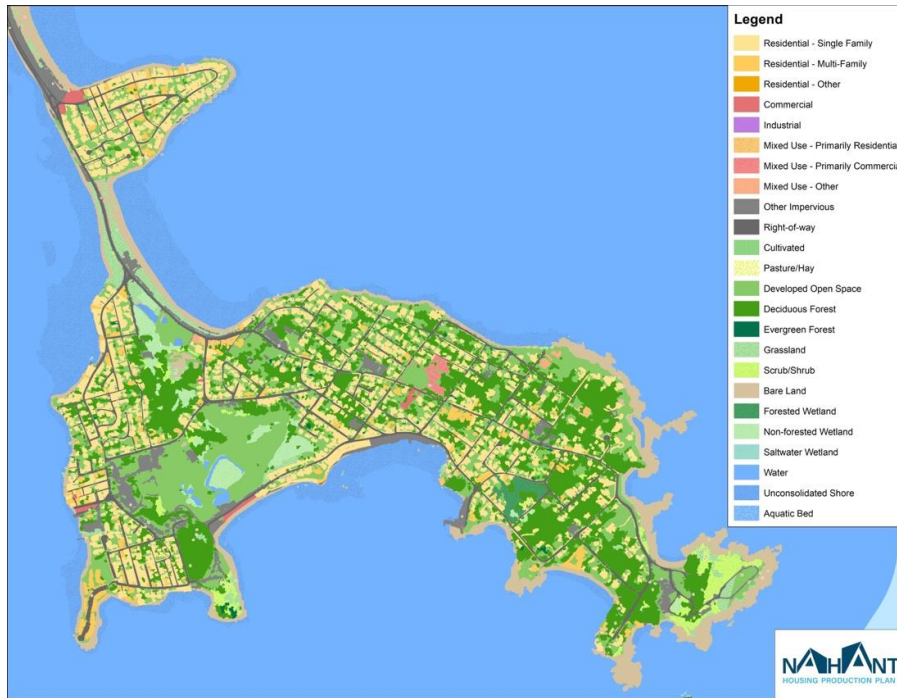 Legend
Residential - Single Family
Residential - Multi-Family
Residential - Other
Commercial
Industrial
Mixed Use - Primarily Residential
Mixed Use - Primarily Commercia
Mixed Use - Other
Other Impervious
Right-of-way
Cultivated
Pasture/Hay
Developed Open Space
Deciduous Forest
Evergreen Forest
Grassland
Scrub/Shrub
Bare Land
Forested Wetland
Non-forested Wetland
Saltwater Wetland
Water
Unconsolidated Shore
Aquatic Bed
NAHANT
HOUSING PRODUCTION PLAN